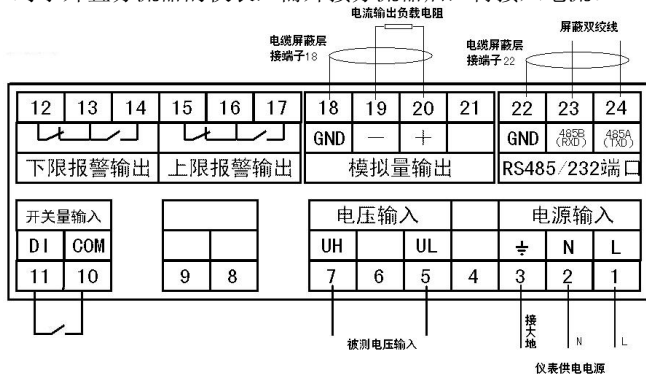 电流输出负载电阻
电缆屏蔽层
接端子18
屏蔽双绞线
电缆屏蔽层
接端子22
12 13 14 15 16 17 18 19 20 21 22 23 24
GND — + GND 485B (RXD) 485A (TXD)
下限报警输出 上限报警输出 模拟量输出 RS485/232端口
开关量输入 电压输入 电源输入
DI COM UH UL N L
11 10 9 8 7 6 5 4 3 2 1
被测电压输入
接大地
N
L
仪表供电电源